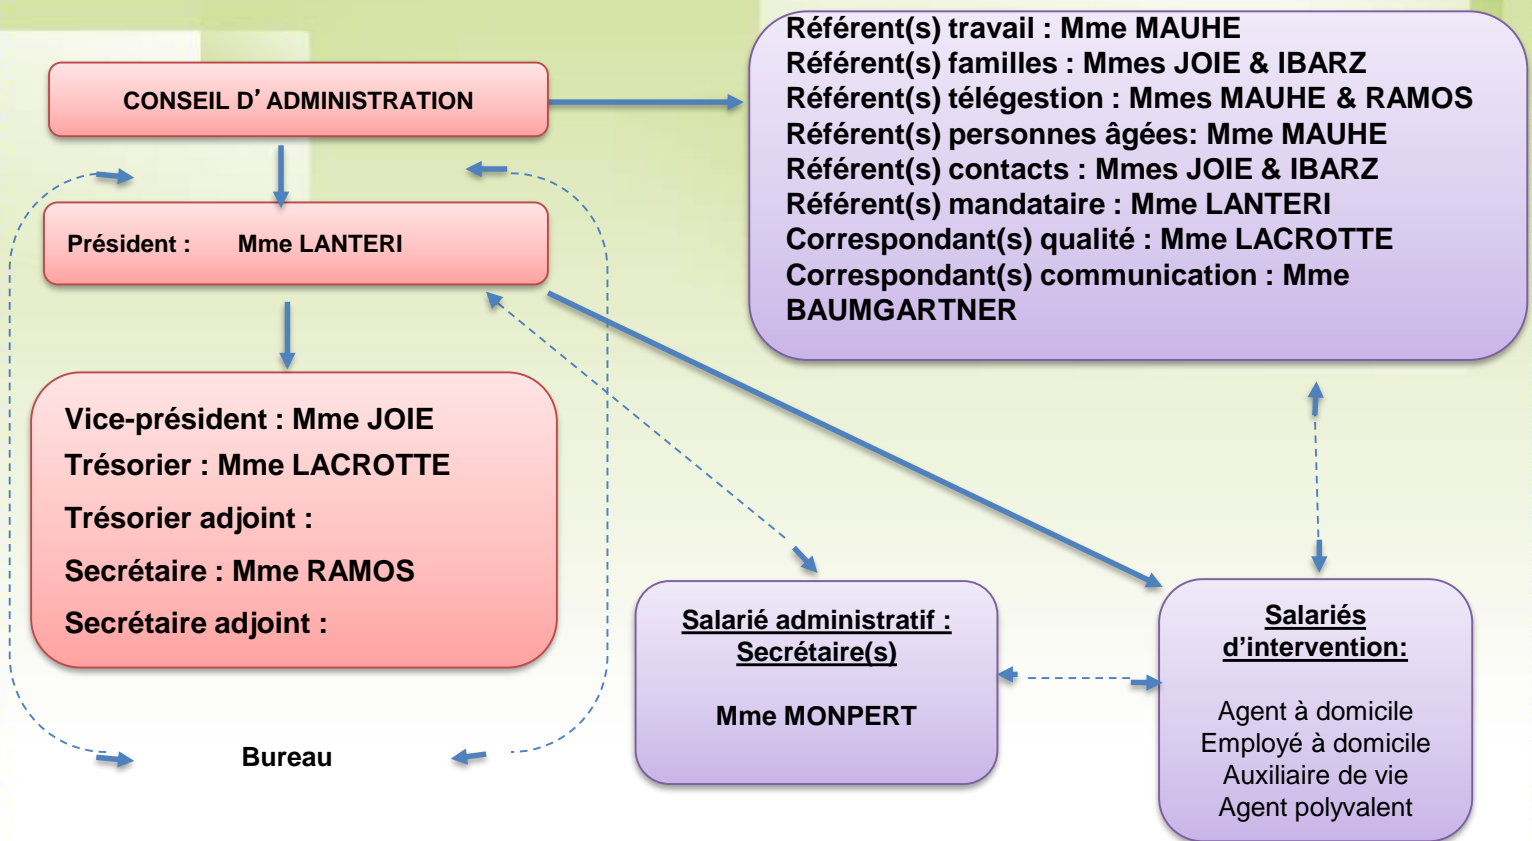 CONSEIL D’ADMINISTRATION
Référent(s) travail : Mme MAUHE
Référent(s) familles : Mmes JOIE & IBARZ
Référent(s) télégestion : Mmes MAUHE & RAMOS
Référent(s) personnes âgées: Mme MAUHE
Référent(s) contacts : Mmes JOIE & IBARZ
Référent(s) mandataire : Mme LANTERI
Correspondant(s) qualité : Mme LACROTTE
Correspondant(s) communication : Mme
BAUMGARTNER
Président : Mme LANTERI
Vice-président : Mme JOIE
Trésorier : Mme LACROTTE
Trésorier adjoint :
Secrétaire : Mme RAMOS
Secrétaire adjoint :
Bureau
Salarié administratif :
Secrétaire(s)
Mme MONPERT
Salariés
d’intervention:
Agent à domicile
Employé à domicile
Auxiliaire de vie
Agent polyvalent